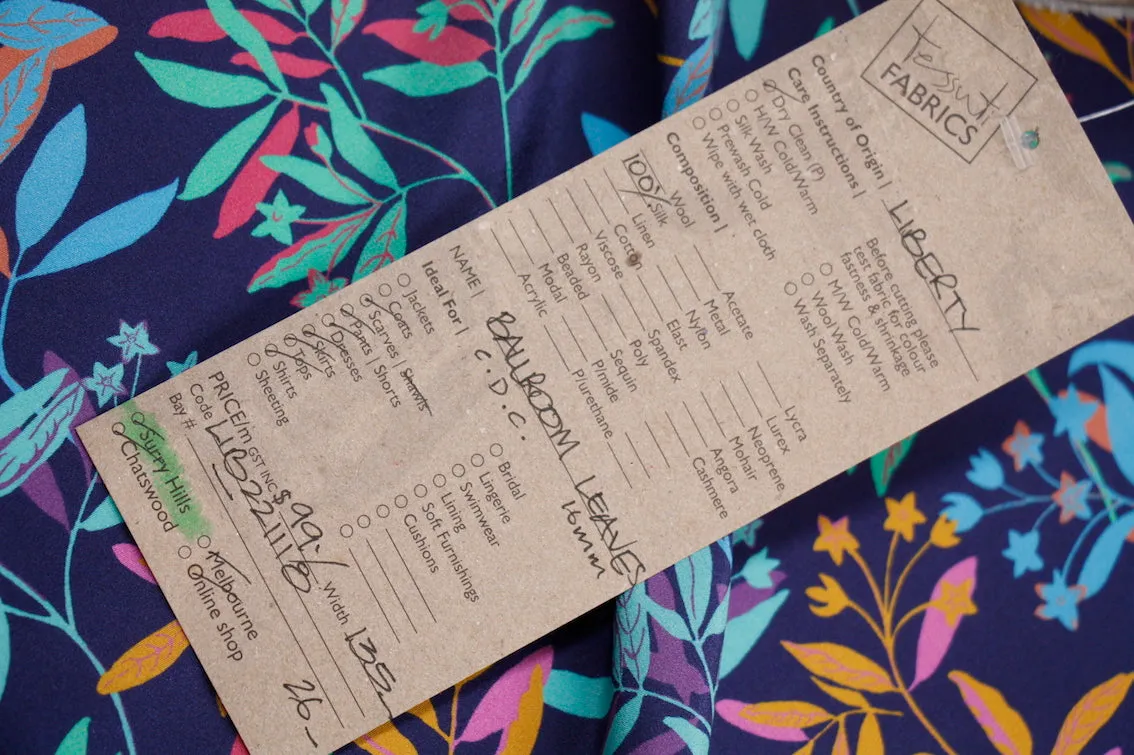 Tessuti
FABRICS
Country of Origin | LIBERTY
Care Instructions |
Dry Clean (P)
H/W Cold/Warm
Silk Wash
Prewash Cold
Wipe with wet cloth
Before cutting please
test fabric for colour
fastness & shrinkage
M/W Cold/Warm
Wool Wash
Wash Separately
Composition |
Wool
100% Silk
Linen
Cotton
Viscose
Rayon
Beaded
Modal
Acrylic
Acetate
Metal
Nylon
Elast
Spandex
Poly
Sequin
P/imide
P/urethane
Lycra
Lurex
Neoprene
Mohair
Angora
Cashmere
NAME | BALLROOM LEAVES
C.D.C. 16mm
Ideal For |
Jackets
Coats
Scarves | Shawls
Pants | Shorts
Dresses
Skirts
Tops
Shirts
Sheeting
Bridal
Lingerie
Swimwear
Lining
Soft Furnishings
Cushions
PRICE/m GST INC $99.- Width 135
Code LIB221118
Bay # 26-
Surry Hills
Chatswood
Melbourne
Online shop